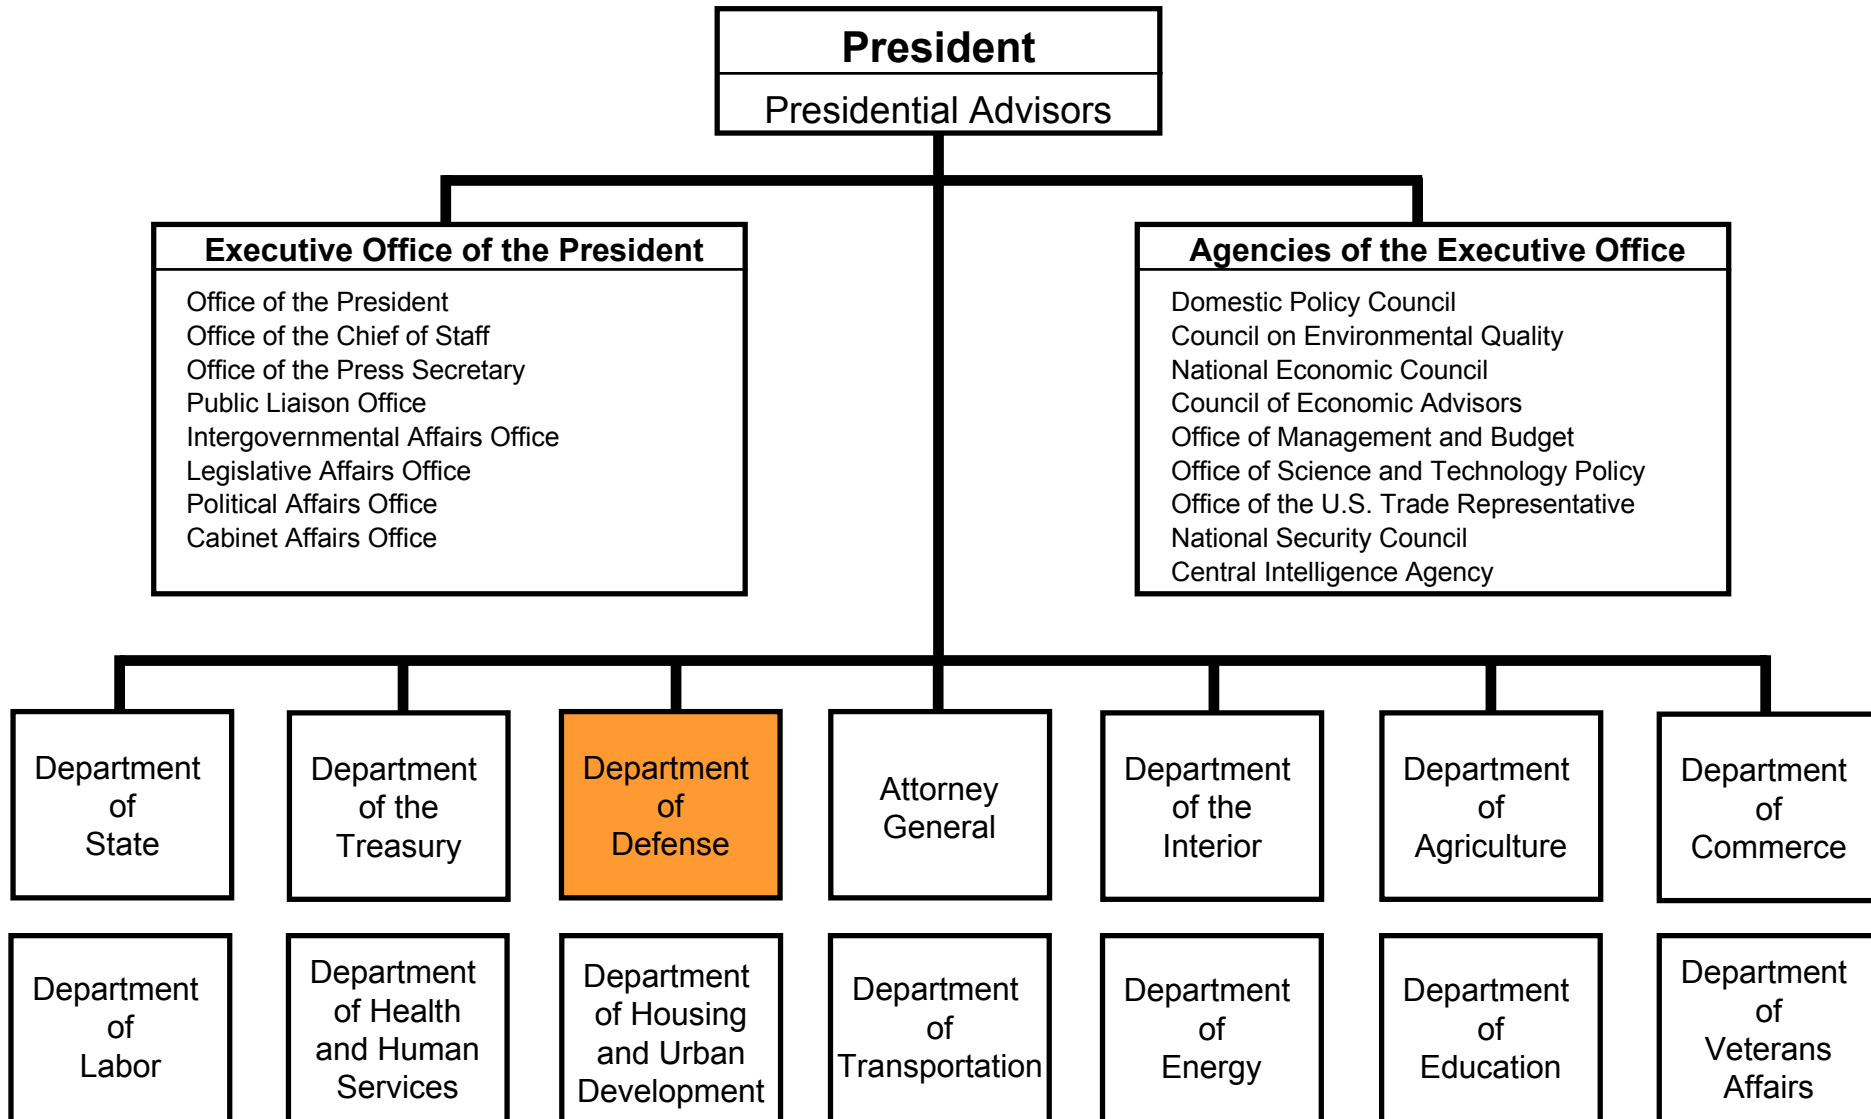 President
Presidential Advisors
Executive Office of the President
Office of the President
Office of the Chief of Staff
Office of the Press Secretary
Public Liaison Office
Intergovernmental Affairs Office
Legislative Affairs Office
Political Affairs Office
Cabinet Affairs Office
Agencies of the Executive Office
Domestic Policy Council
Council on Environmental Quality
National Economic Council
Council of Economic Advisors
Office of Management and Budget
Office of Science and Technology Policy
Office of the U.S. Trade Representative
National Security Council
Central Intelligence Agency
Department
of
State
Department
of the
Treasury
Department
of
Defense
Attorney
General
Department
of the
Interior
Department
of
Agriculture
Department
of
Commerce
Department
of
Labor
Department
of Health
and Human
Services
Department
of Housing
and Urban
Development
Department
of
Transportation
Department
of
Energy
Department
of
Education
Department
of
Veterans
Affairs